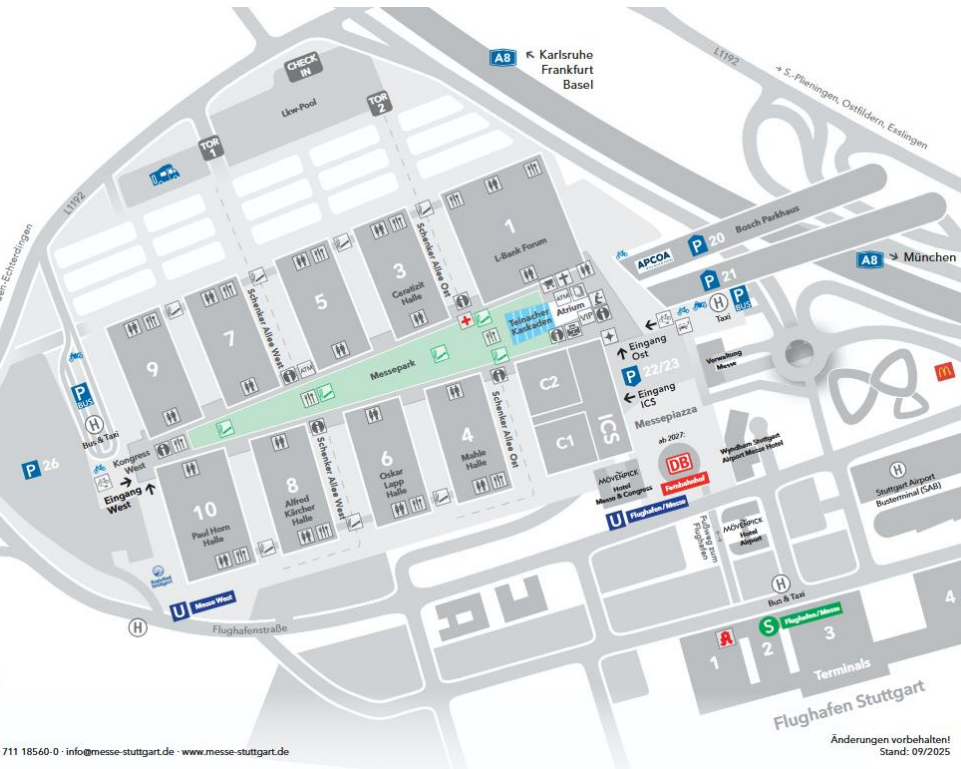 A8
Karlsruhe
Frankfurt
Basel
L1192
S.-Plieningen, Ostfildern, Esslingen
CHECK
IN
Lkw-Pool
TOR
2
TOR
1
L1192
1
L-Bank Forum
Schenker Allee Ost
3
Ceratizit
Halle
5
Schenker Allee West
7
9
Bosch Parkhaus
APCOA
P 20
P 21
A8
München
H
Taxi
P
BUS
ATM
Atrium
VIP
Teinacher
Kaskaden
Eingang
Ost
P 22/23
Eingang
ICS
Verwaltung
Messe
Messepiazza
Messepark
ATM
C2
C1
ICS
ab 2027:
DB
Fernbahnhof
Wyndham Stuttgart
Airport Messe Hotel
MÖVENPICK
Hotel
Messe & Congress
U Flughafen/Messe
H
Stuttgart Airport
Busterminal (SAB)
MÖVENPICK
Hotel
Airport
Fußweg zum
Flughafen
P
BUS
H
Bus & Taxi
P 26
Kongress
West
Eingang
West
10
Paul Horn
Halle
8
Alfred
Kärcher
Halle
Schenker Allee West
6
Oskar
Lapp
Halle
4
Mahle
Halle
Schenker Allee Ost
U Messe West
H
Flughafenstraße
H
Bus & Taxi
S Flughafen/Messe
1
2
3
4
Terminals
Flughafen Stuttgart
711 18560-0 · info@messe-stuttgart.de · www.messe-stuttgart.de
Änderungen vorbehalten!
Stand: 09/2025